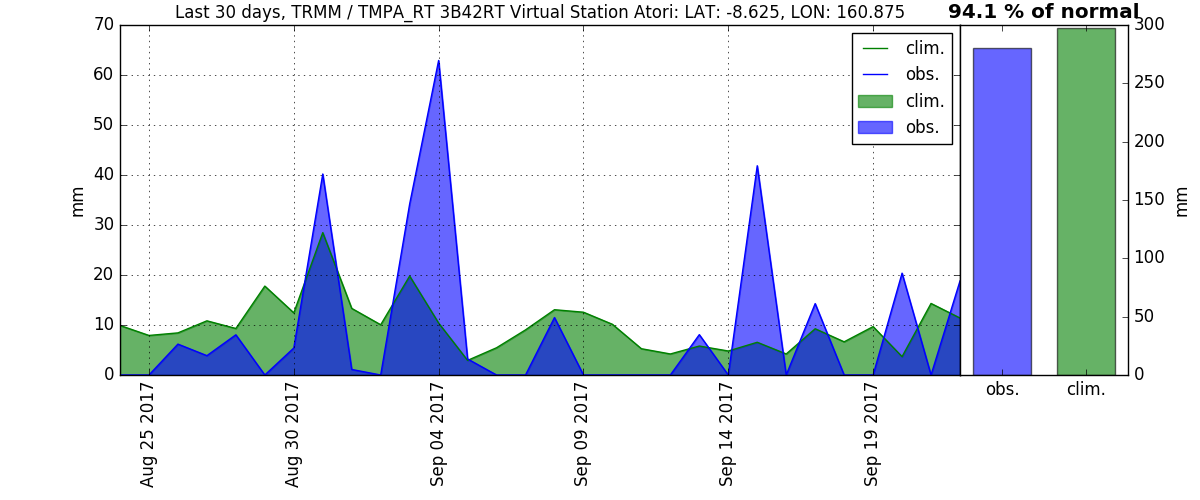 Last 30 days, TRMM / TMPA_RT 3B42RT Virtual Station Atori: LAT: -8.625, LON: 160.875
94.1 % of normal
70
60
50
40
30
20
10
0
mm
clim.
obs.
clim.
obs.
300
250
200
150
100
50
0
mm
Aug 25 2017
Aug 30 2017
Sep 04 2017
Sep 09 2017
Sep 14 2017
Sep 19 2017
obs.
clim.